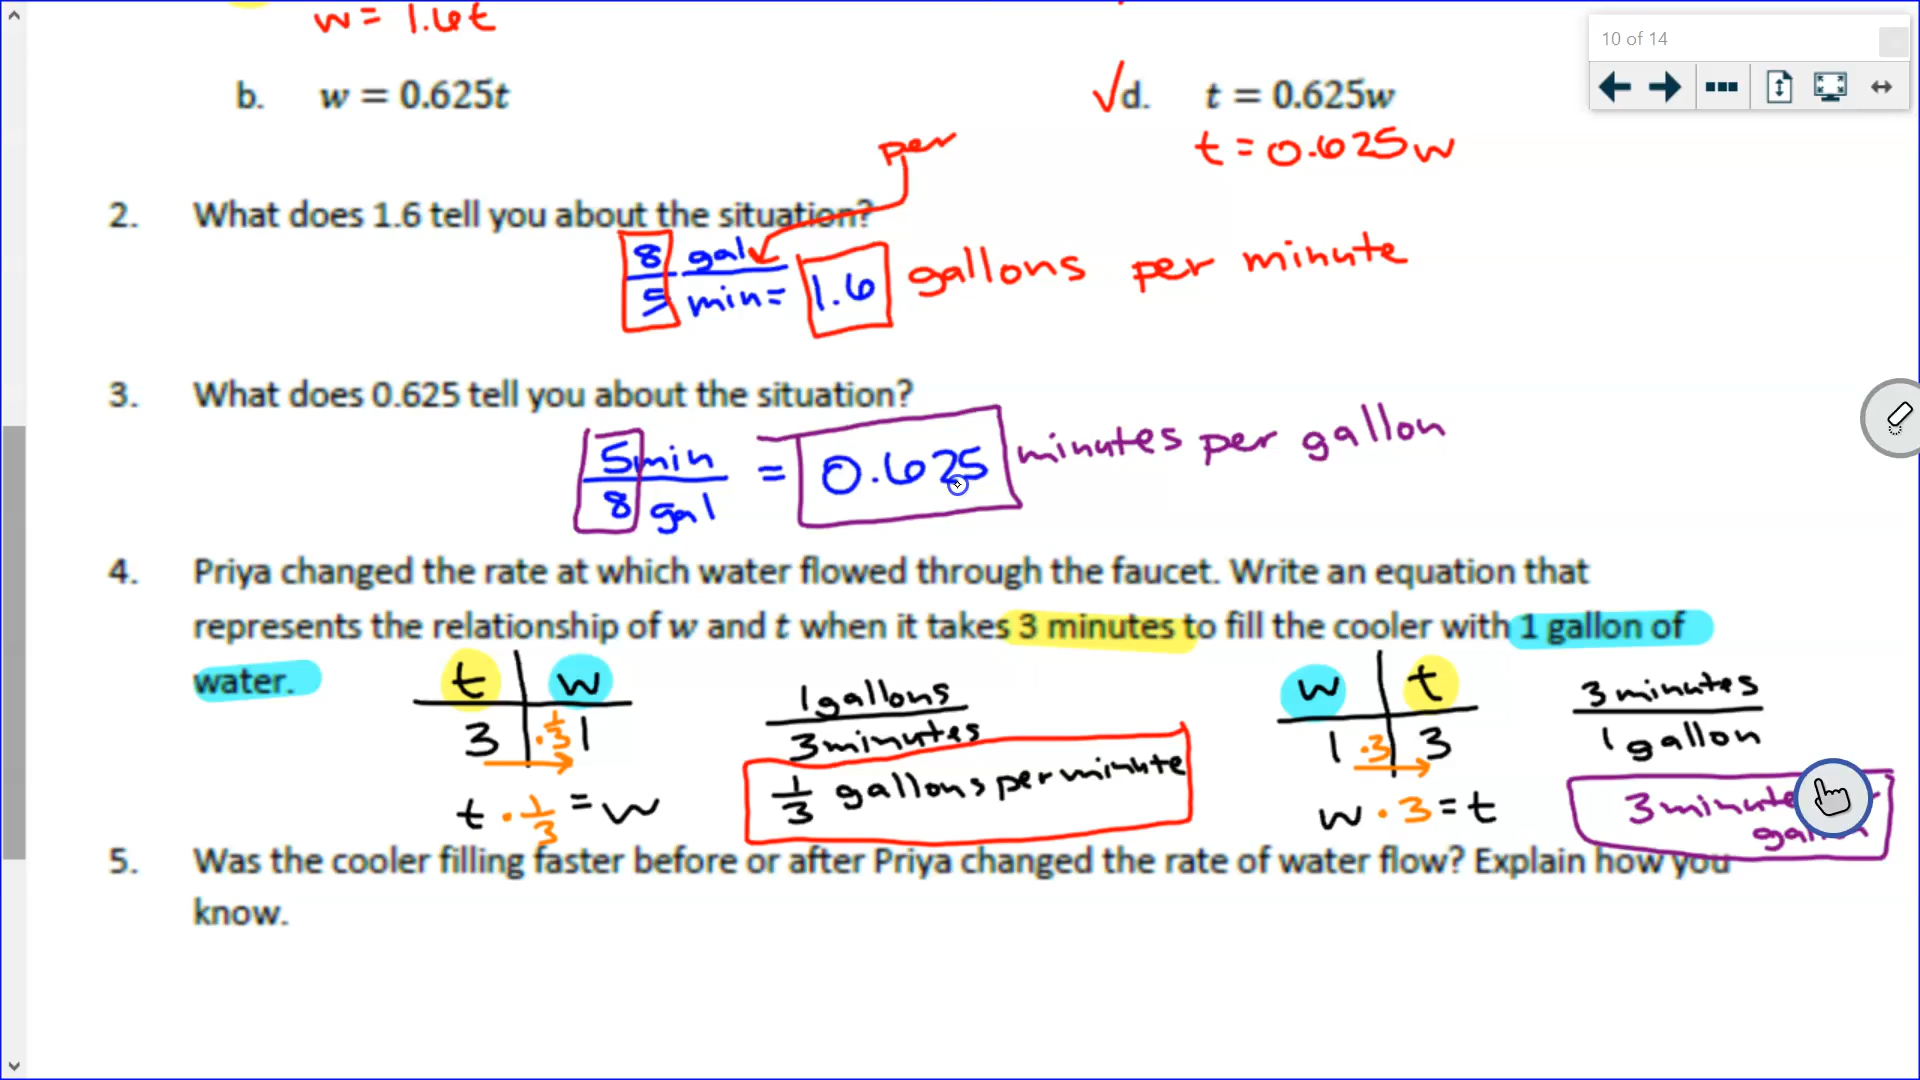 w = 1.6t
10 of 14
b. w = 0.625t
√d. t = 0.625w
t = 0.625w
per
2. What does 1.6 tell you about the situation?
8/5 gal/min = 1.6 gallons per minute
3. What does 0.625 tell you about the situation?
5 min/8 gal = 0.625 minutes per gallon
4. Priya changed the rate at which water flowed through the faucet. Write an equation that
represents the relationship of w and t when it takes 3 minutes to fill the cooler with 1 gallon of
water.
t | w
3 | ·1/3 1
t · 1/3 = w
1 gallons
3 minutes
1/3 gallons per minute
w | t
1 ·3 | 3
w · 3 = t
3 minutes
1 gallon
3 minutes
5. Was the cooler filling faster before or after Priya changed the rate of water flow? Explain how you
know.